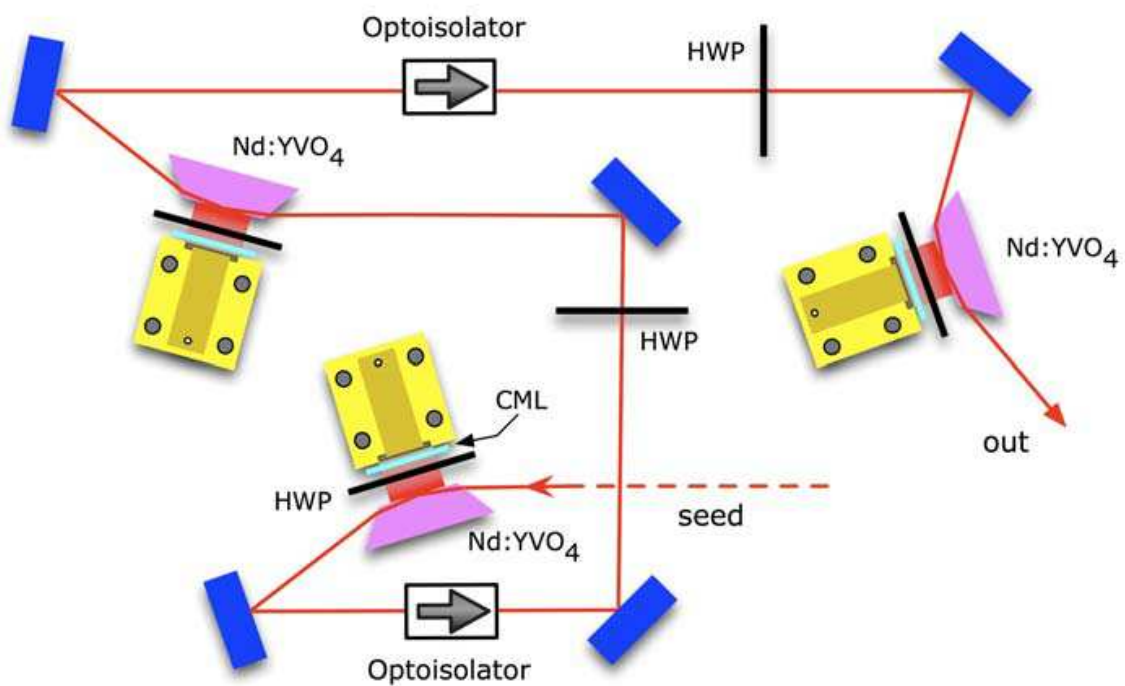 Optoisolator
HWP
Nd:YVO4
Nd:YVO4
HWP
CML
out
HWP
seed
Nd:YVO4
Optoisolator